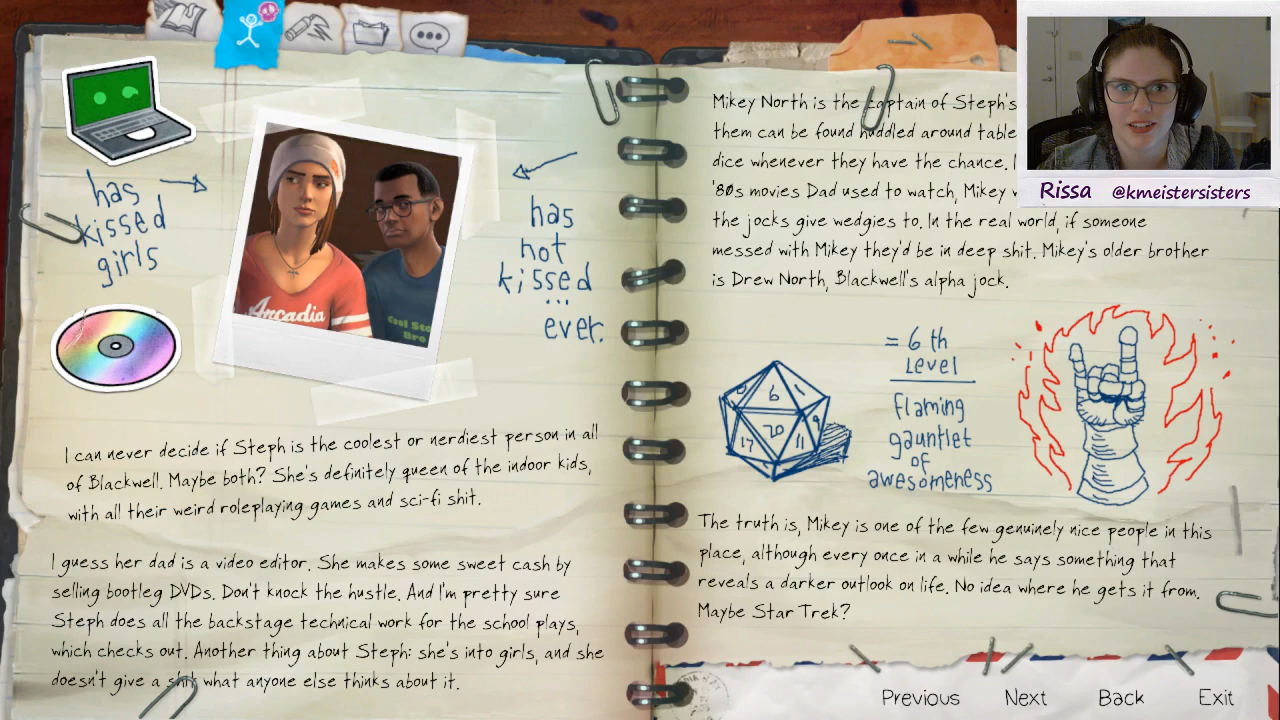 has
kissed
girls
has
not
kissed
...
ever.
Arcadia
Cool Sto
Bro
I can never decide if Steph is the coolest or nerdiest person in all
of Blackwell. Maybe both? She's definitely queen of the indoor kids,
with all their weird roleplaying games and sci-fi shit.
I guess her dad is a video editor. She makes some sweet cash by
selling bootleg DVDs. Don't knock the hustle. And I'm pretty sure
Steph does all the backstage technical work for the school plays,
which checks out. Another thing about Steph: she's into girls, and she
doesn't give a shit what anyone else thinks about it.
Mikey North is the captain of Steph's
them can be found huddled around table
dice whenever they have the chance.
'80s movies Dad used to watch, Mikey
the jocks give wedgies to. In the real world, if someone
messed with Mikey they'd be in deep shit. Mikey's older brother
is Drew North, Blackwell's alpha jock.
6
20
17
11
9
= 6th
Level
flaming
gauntlet
of
awesomeness
The truth is, Mikey is one of the few genuinely nice people in this
place, although every once in a while he says something that
reveals a darker outlook on life. No idea where he gets it from.
Maybe Star Trek?
Previous Next Back Exit
Rissa @kmeistersisters